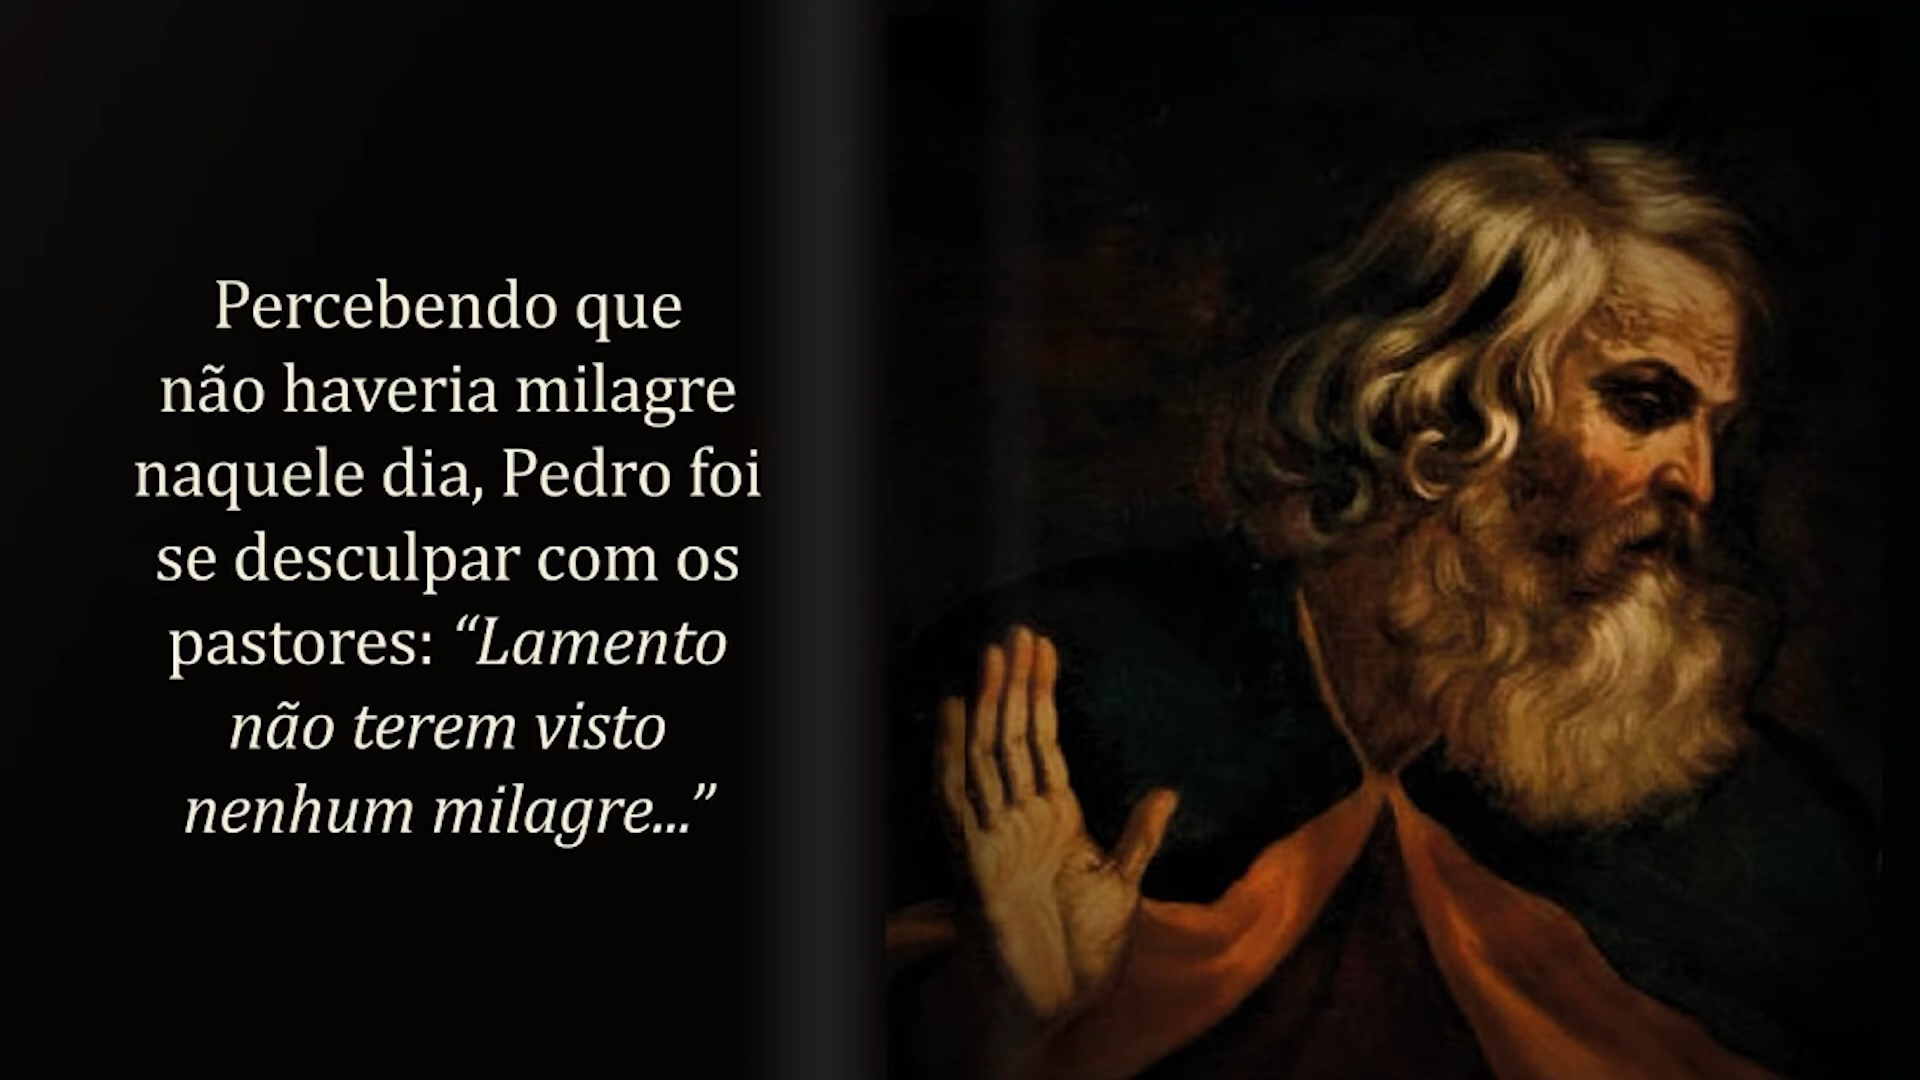 Percebendo que
não haveria milagre
naquele dia, Pedro foi
se desculpar com os
pastores: “Lamento
não terem visto
nenhum milagre...”